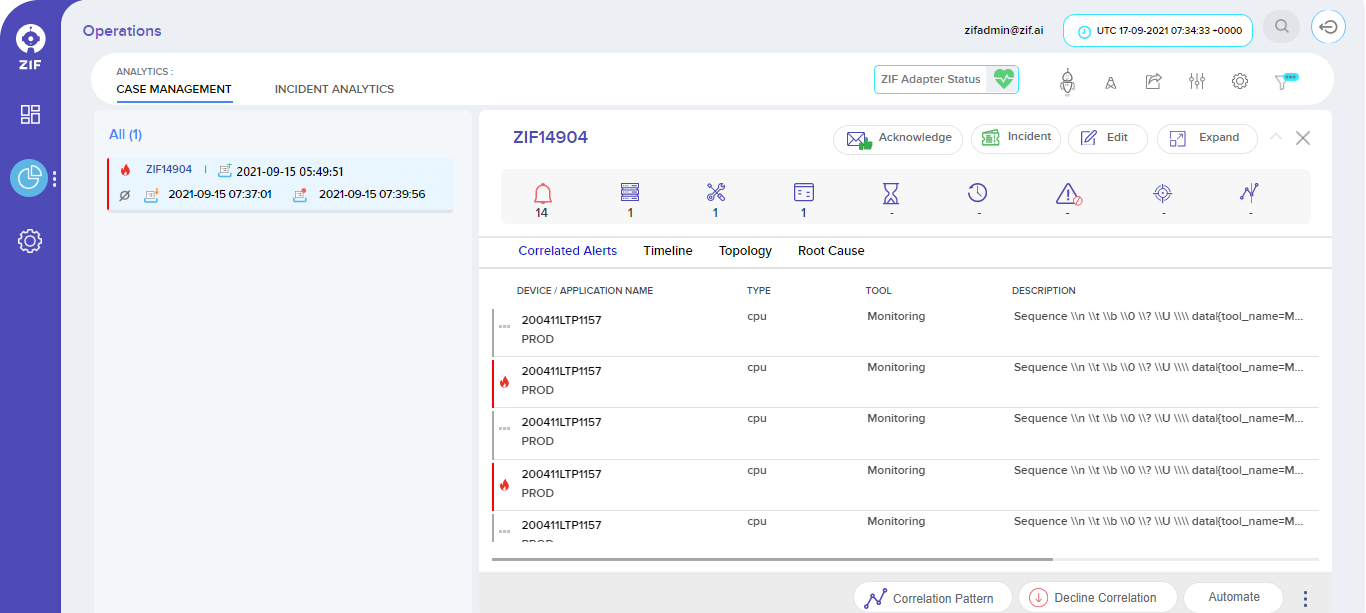 Operations
zifadmin@zif.ai
UTC 17-09-2021 07:34:33 +0000
ZIF
ANALYTICS :
CASE MANAGEMENT
INCIDENT ANALYTICS
ZIF Adapter Status
All (1)
ZIF14904
2021-09-15 05:49:51
2021-09-15 07:37:01
2021-09-15 07:39:56
ZIF14904
Acknowledge
Incident
Edit
Expand
14 1 1 1 - - - - -
Correlated Alerts Timeline Topology Root Cause
DEVICE / APPLICATION NAME TYPE TOOL DESCRIPTION
200411LTP1157 cpu Monitoring Sequence \\n \\t \\b \\0 \\? \\U \\\\ data|{tool_name=M...
PROD
200411LTP1157 cpu Monitoring Sequence \\n \\t \\b \\0 \\? \\U \\\\ data|{tool_name=M...
PROD
200411LTP1157 cpu Monitoring Sequence \\n \\t \\b \\0 \\? \\U \\\\ data|{tool_name=M...
PROD
200411LTP1157 cpu Monitoring Sequence \\n \\t \\b \\0 \\? \\U \\\\ data|{tool_name=M...
PROD
200411LTP1157 cpu Monitoring Sequence \\n \\t \\b \\0 \\? \\U \\\\ data|{tool_name=M...
PROD
Correlation Pattern
Decline Correlation
Automate